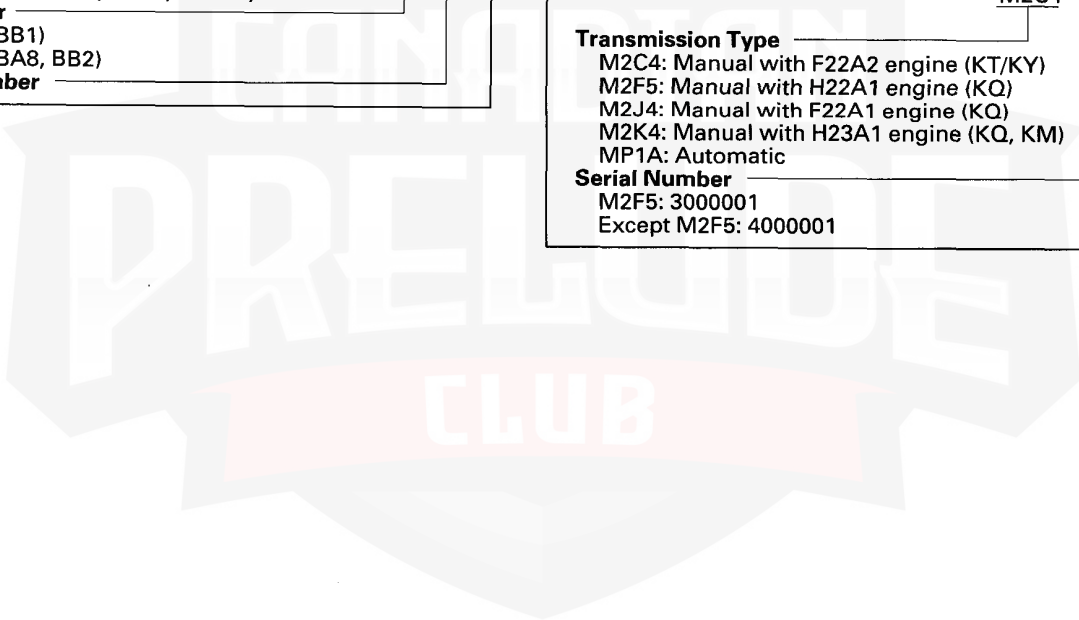 BB1)
BA8, BB2)
Transmission Type
M2C4: Manual with F22A2 engine (KT/KY)
M2F5: Manual with H22A1 engine (KQ)
M2J4: Manual with F22A1 engine (KQ)
M2K4: Manual with H23A1 engine (KQ, KM)
MP1A: Automatic
Serial Number
M2F5: 3000001
Except M2F5: 4000001
CANADIAN
PRELUDE
CLUB